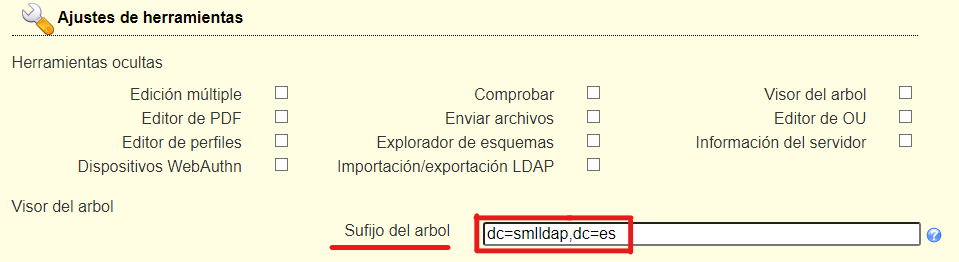 Ajustes de herramientas
Herramientas ocultas
Edición múltiple Comprobar Visor del arbol
Editor de PDF Enviar archivos Editor de OU
Editor de perfiles Explorador de esquemas Información del servidor
Dispositivos WebAuthn Importación/exportación LDAP
Visor del arbol
Sufijo del arbol dc=smlldap,dc=es ?